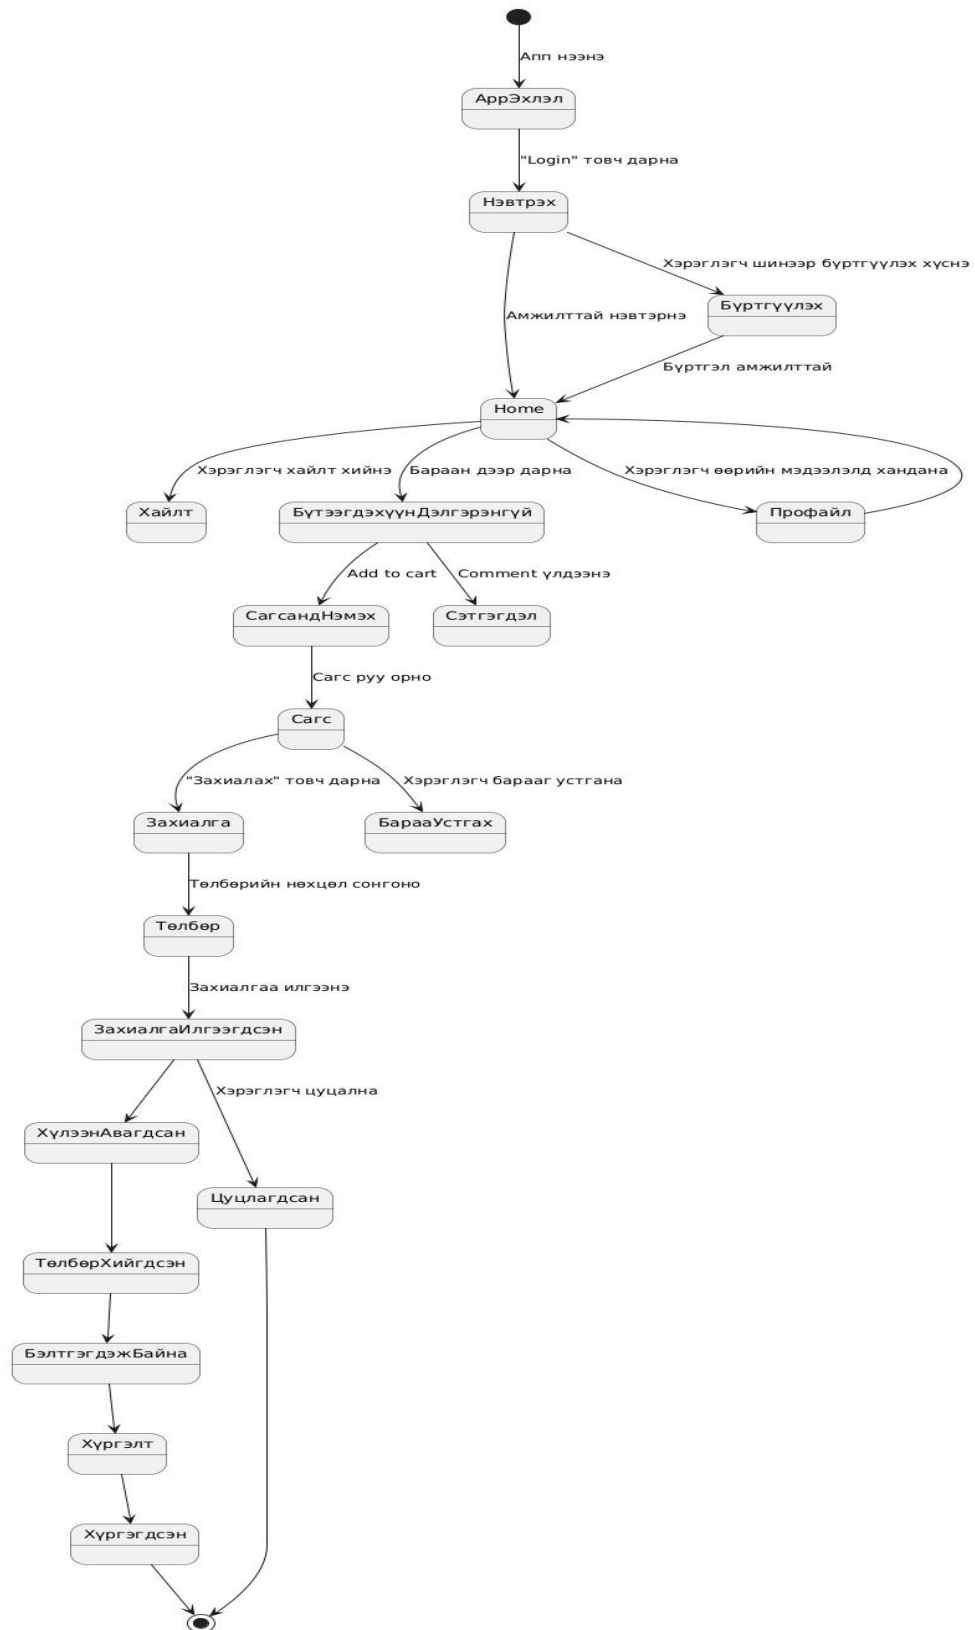 Апп нээнэ
AppЭхлэл
"Login" товч дарна
Нэвтрэх
Хэрэглэгч шинээр бүртгүүлэх хүснэ
Бүртгүүлэх
Амжилттай нэвтэрнэ
Бүртгэл амжилттай
Home
Хэрэглэгч хайлт хийнэ
Бараан дээр дарна
Хэрэглэгч өөрийн мэдээлэлд хандана
Хайлт
БүтээгдэхүүнДэлгэрэнгүй
Профайл
Add to cart
Comment үлдээнэ
СагсандНэмэх
Сэтгэгдэл
Сагс руу орно
Сагс
"Захиалах" товч дарна
Хэрэглэгч барааг устгана
Захиалга
БарааУстгах
Төлбөрийн нөхцөл сонгоно
Төлбөр
Захиалгаа илгээнэ
ЗахиалгаИлгээгдсэн
Хэрэглэгч цуцална
ХүлээнАвагдсан
Цуцлагдсан
ТөлбөрХийгдсэн
БэлтгэгдэжБайна
Хүргэлт
Хүргэгдсэн